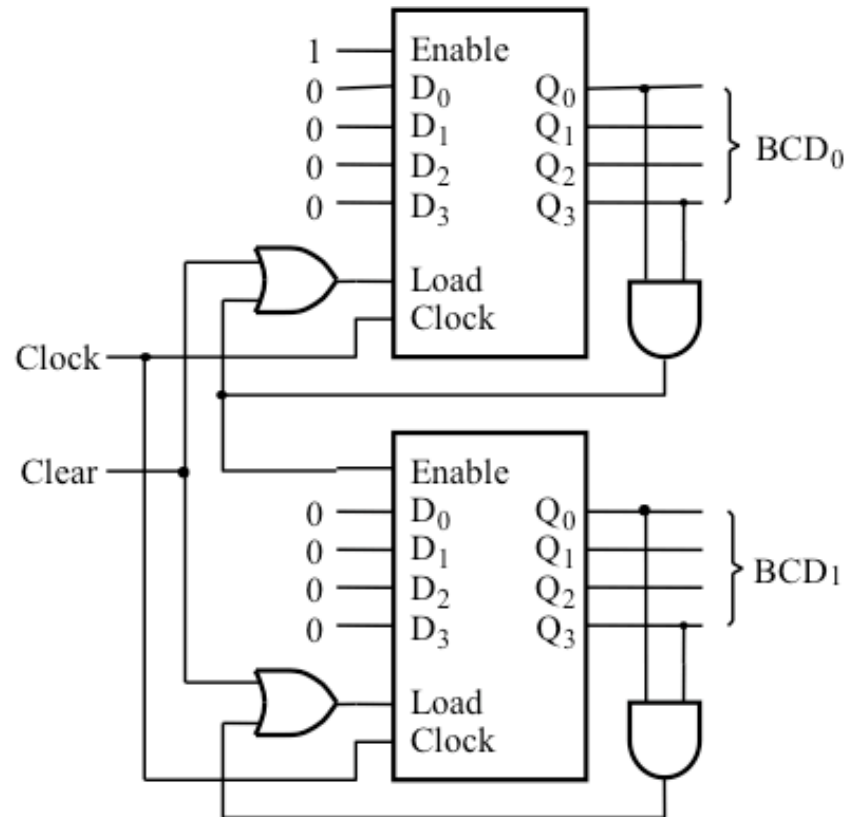 1 Enable
0 D₀ Q₀
0 D₁ Q₁
0 D₂ Q₂
0 D₃ Q₃
BCD₀
Load
Clock
Clock
Clear
Enable
0 D₀ Q₀
0 D₁ Q₁
0 D₂ Q₂
0 D₃ Q₃
BCD₁
Load
Clock